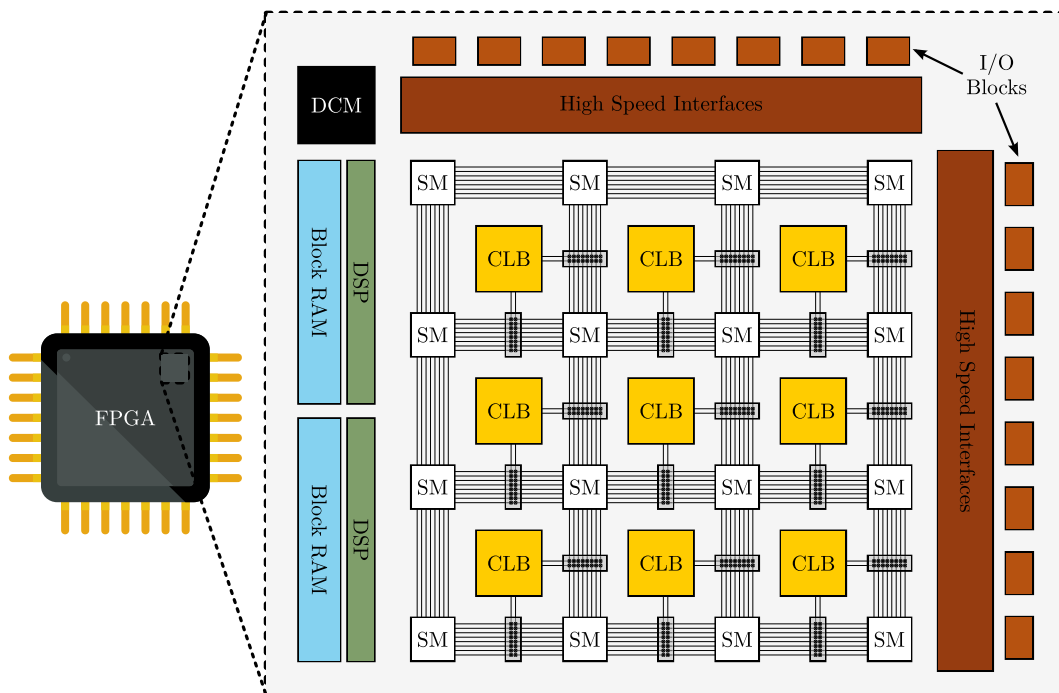 I/O
Blocks
DCM
High Speed Interfaces
SM
SM
SM
SM
Block RAM
DSP
CLB
CLB
CLB
High Speed Interfaces
SM
SM
SM
SM
FPGA
CLB
CLB
CLB
Block RAM
DSP
SM
SM
SM
SM
CLB
CLB
CLB
SM
SM
SM
SM